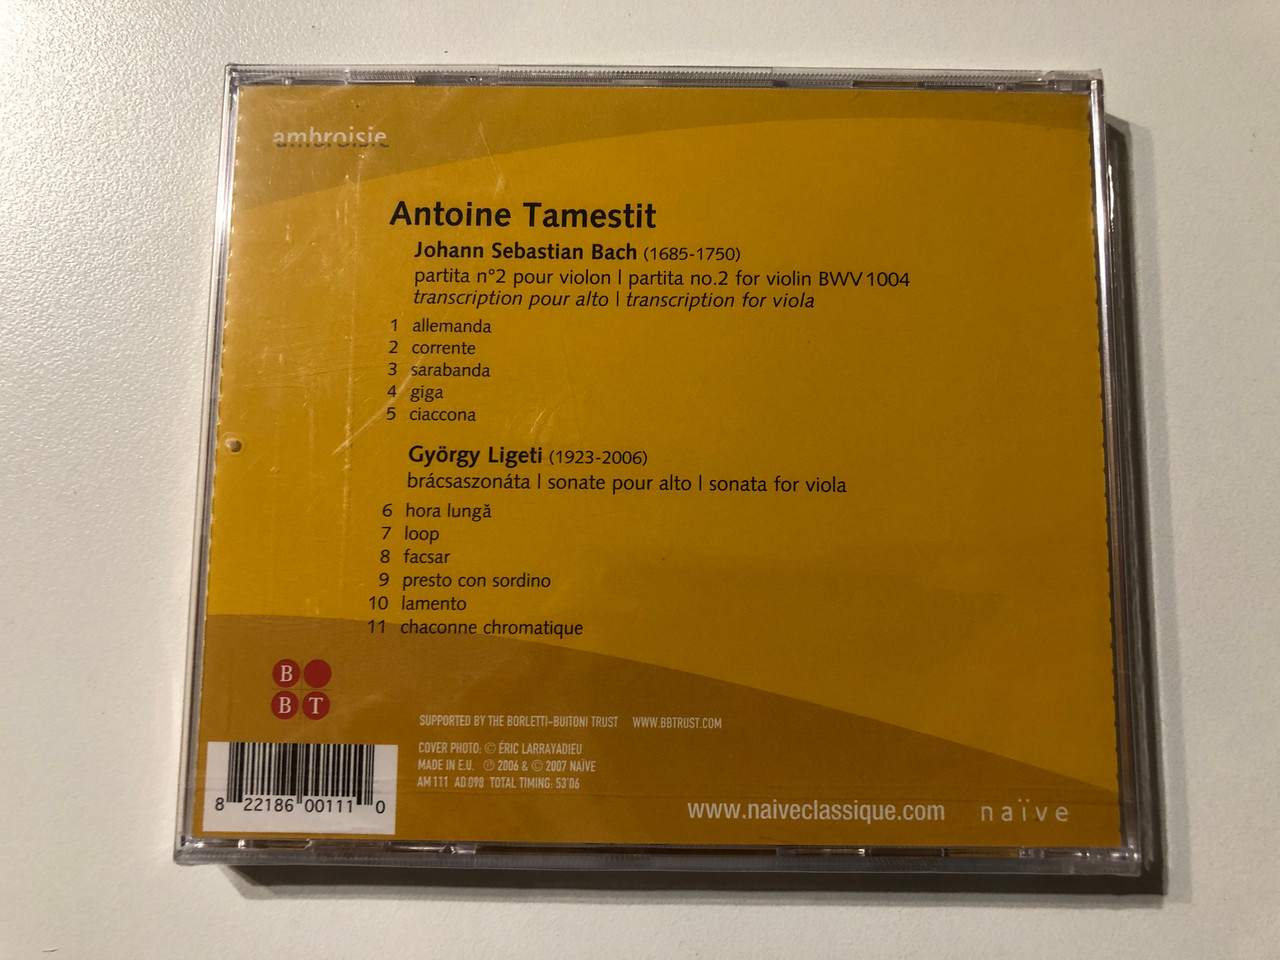 ambroisie
Antoine Tamestit
Johann Sebastian Bach (1685-1750)
partita n°2 pour violon | partita no.2 for violin BWV 1004
transcription pour alto | transcription for viola
1 allemanda
2 corrente
3 sarabanda
4 giga
5 ciaccona
György Ligeti (1923-2006)
brácsaszonáta | sonate pour alto | sonata for viola
6 hora lungă
7 loop
8 facsar
9 presto con sordino
10 lamento
11 chaconne chromatique
B
B T
SUPPORTED BY THE BORLETTI-BUITONI TRUST WWW.BBTRUST.COM
COVER PHOTO: © ÉRIC LARRAYADIEU
MADE IN E.U. ℗ 2006 & © 2007 NAÏVE
AM 111 AD 098 TOTAL TIMING: 53'06
8 22186 00111 0
www.naiveclassique.com naïve